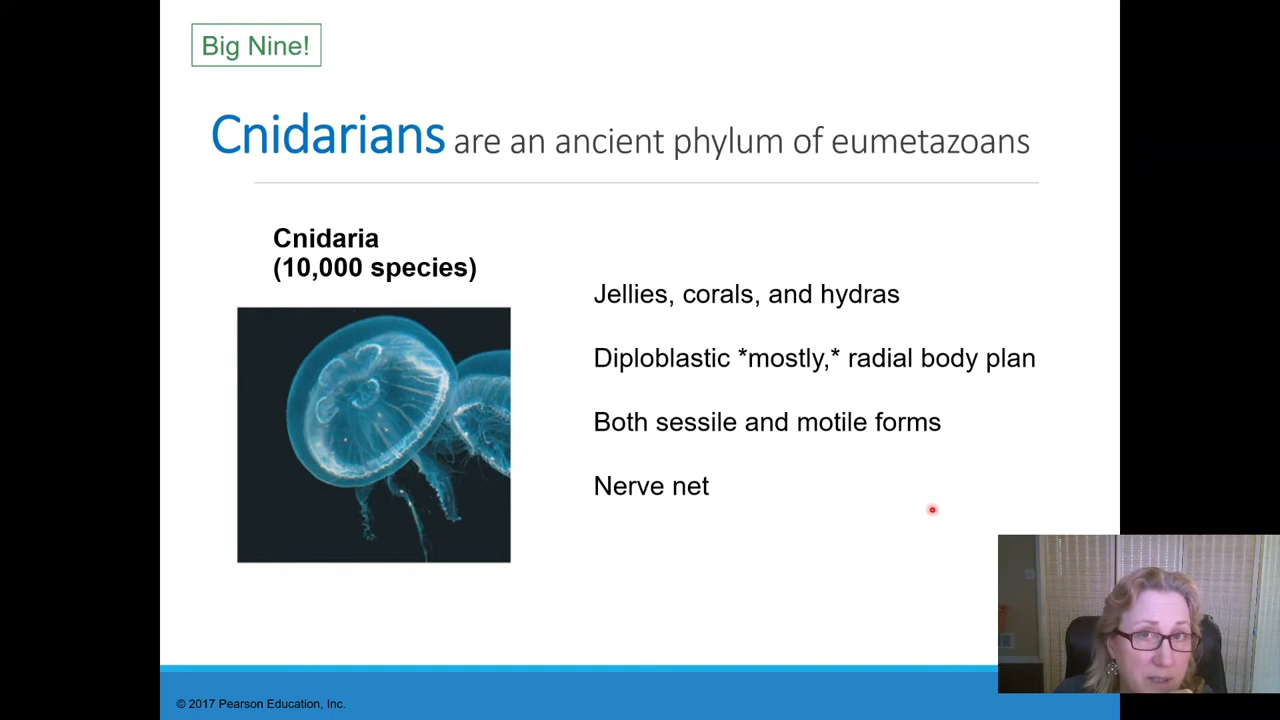 Big Nine!
Cnidarians are an ancient phylum of eumetazoans
Cnidaria
(10,000 species)
Jellies, corals, and hydras
Diploblastic *mostly,* radial body plan
Both sessile and motile forms
Nerve net
© 2017 Pearson Education, Inc.